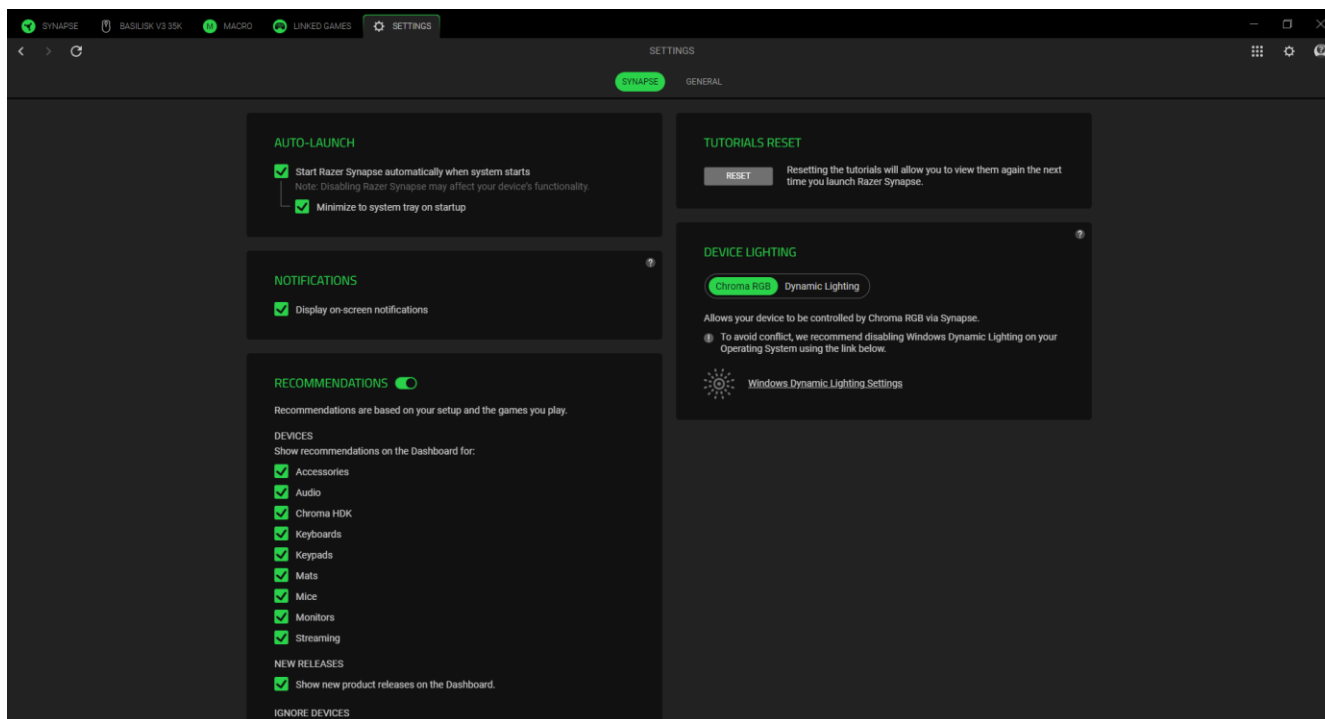 SYNAPSE
BASILISK V3 35K
M
MACRO
LINKED GAMES
SETTINGS
SETTINGS
SYNAPSE
GENERAL
AUTO-LAUNCH
Start Razer Synapse automatically when system starts
Note: Disabling Razer Synapse may affect your device's functionality.
Minimize to system tray on startup
?
NOTIFICATIONS
Display on-screen notifications
RECOMMENDATIONS
Recommendations are based on your setup and the games you play.
DEVICES
Show recommendations on the Dashboard for:
Accessories
Audio
Chroma HDK
Keyboards
Keypads
Mats
Mice
Monitors
Streaming
NEW RELEASES
Show new product releases on the Dashboard.
IGNORE DEVICES
TUTORIALS RESET
RESET
Resetting the tutorials will allow you to view them again the next
time you launch Razer Synapse.
?
DEVICE LIGHTING
Chroma RGB
Dynamic Lighting
Allows your device to be controlled by Chroma RGB via Synapse.
!
To avoid conflict, we recommend disabling Windows Dynamic Lighting on your
Operating System using the link below.
Windows Dynamic Lighting Settings